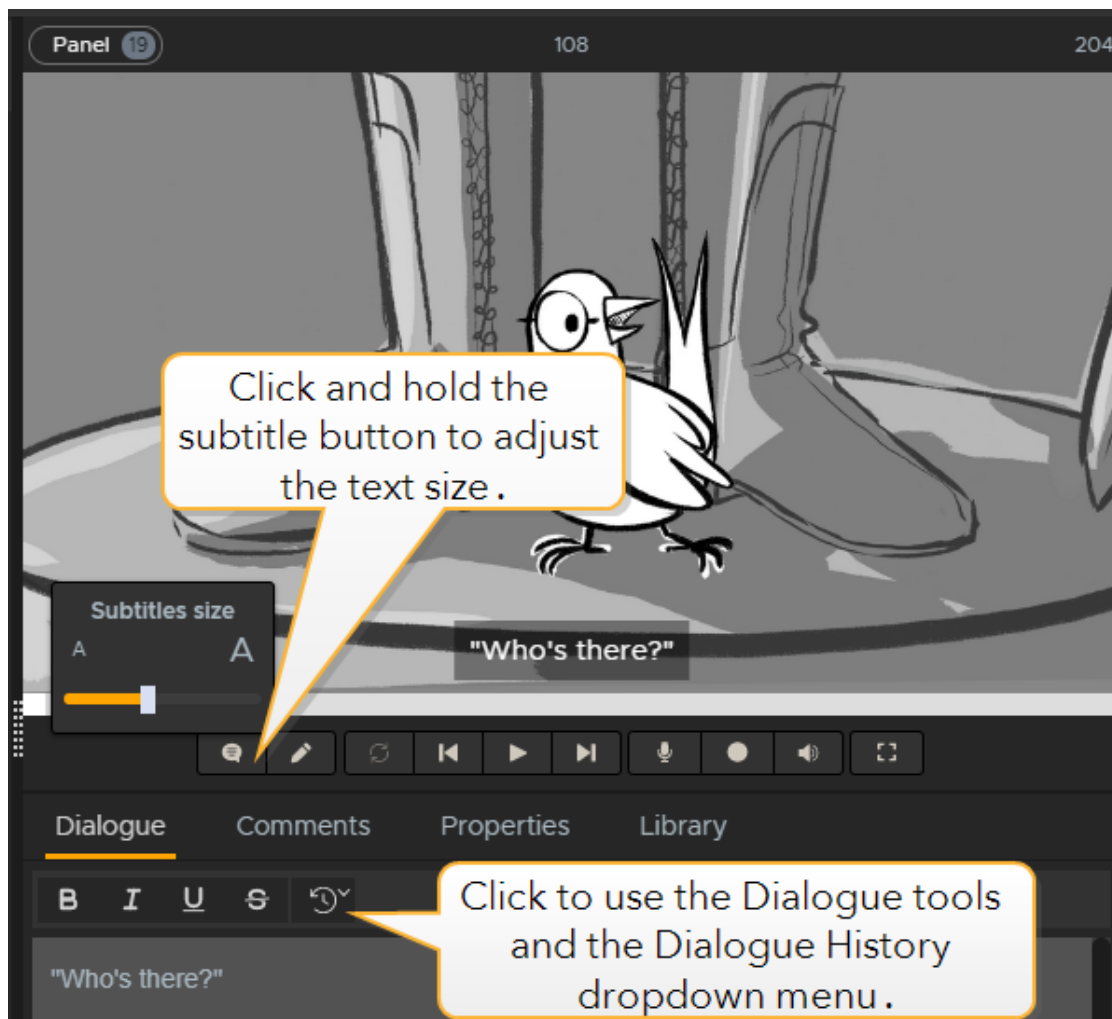 Panel 19
108
204
Click and hold the
subtitle button to adjust
the text size.
Subtitles size
A A
"Who's there?"
Dialogue Comments Properties Library
B I U S
Click to use the Dialogue tools
and the Dialogue History
dropdown menu.
"Who's there?"